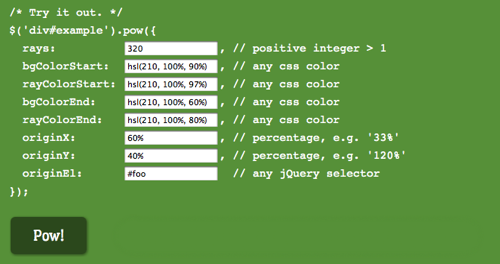 /* Try it out. */
$('div#example').pow({
rays: 320 , // positive integer > 1
bgColorStart: hsl(210, 100%, 90%) , // any css color
rayColorStart: hsl(210, 100%, 97%) , // any css color
bgColorEnd: hsl(210, 100%, 60%) , // any css color
rayColorEnd: hsl(210, 100%, 80%) , // any css color
originX: 60% , // percentage, e.g. '33%'
originY: 40% , // percentage, e.g. '120%'
originEl: #foo // any jQuery selector
});
Pow!